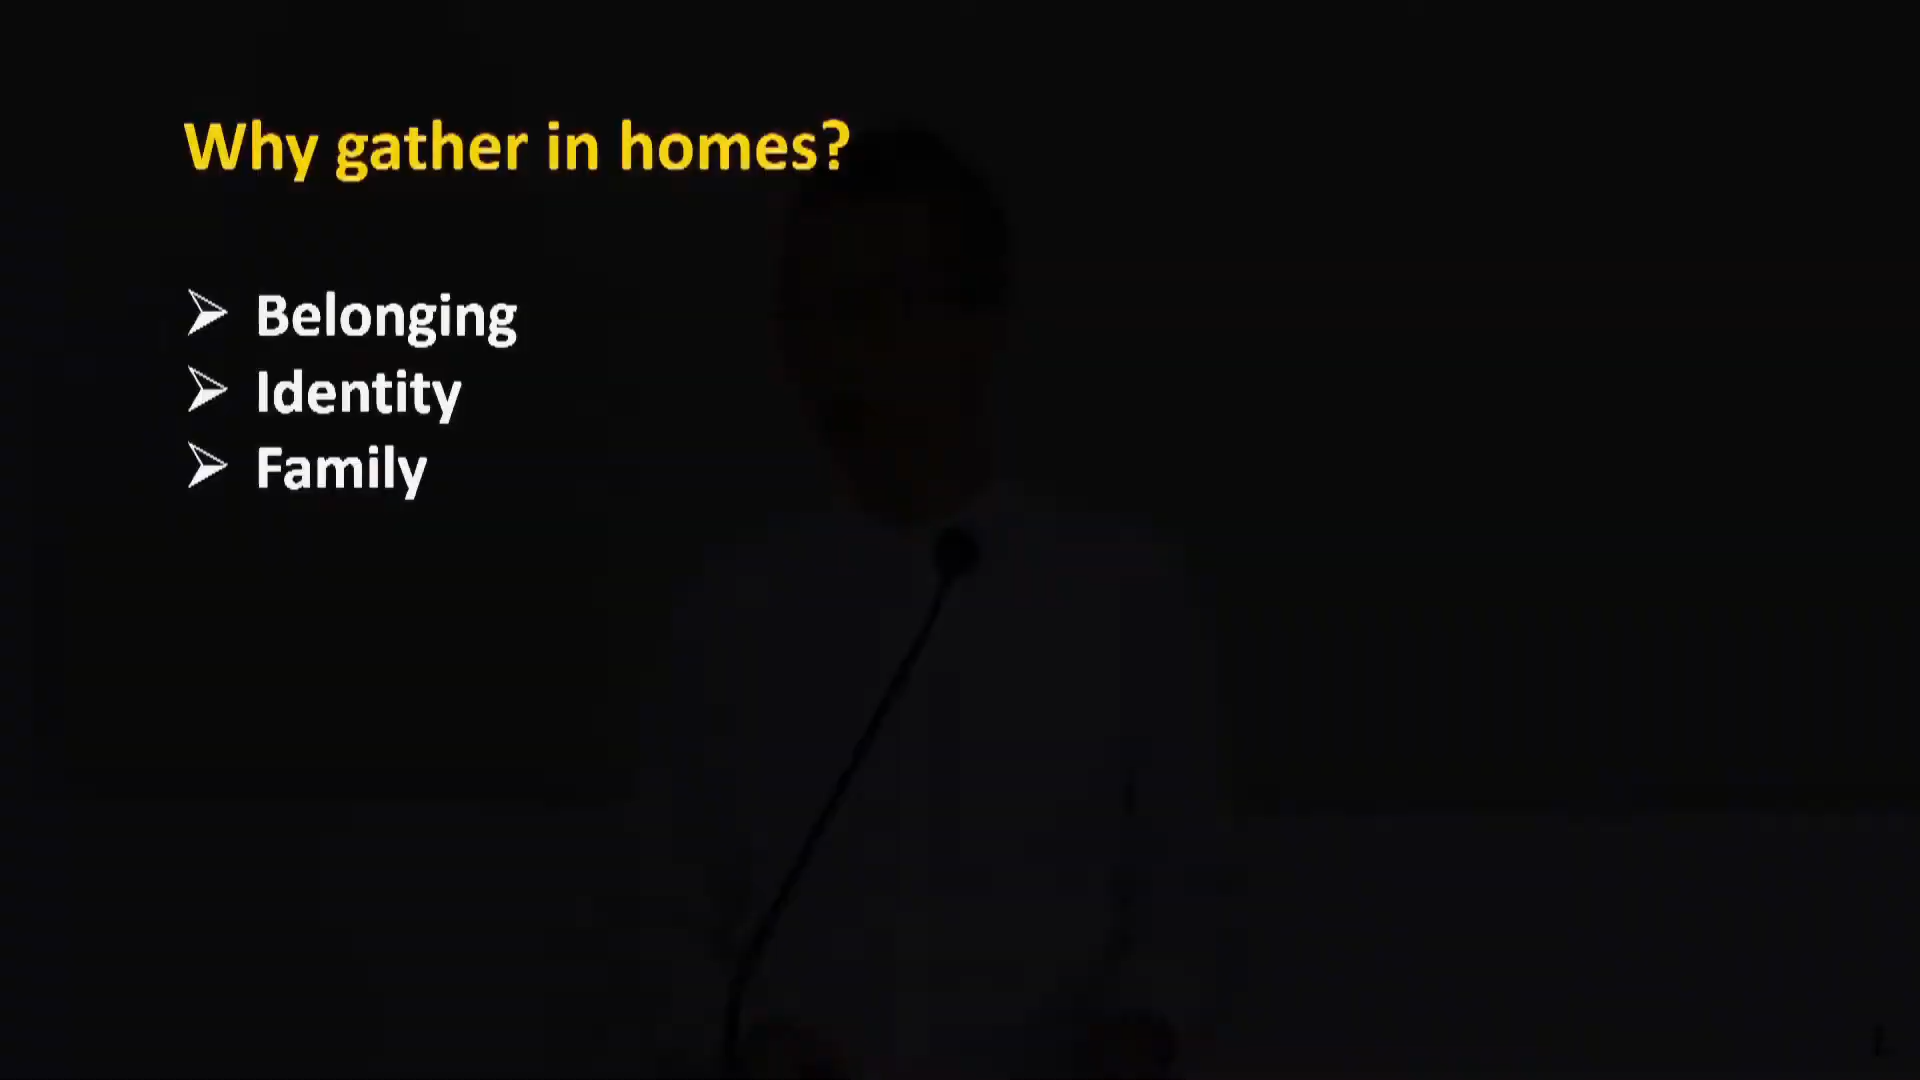 Why gather in homes?
➢ Belonging
➢ Identity
➢ Family